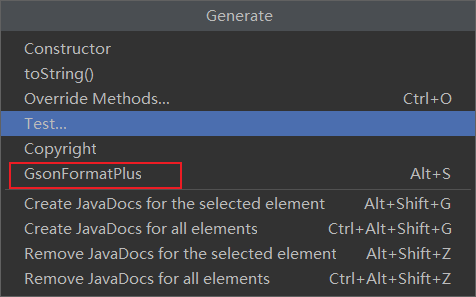 Generate
Constructor
toString()
Override Methods... Ctrl+O
Test...
Copyright
GsonFormatPlus Alt+S
Create JavaDocs for the selected element Alt+Shift+G
Create JavaDocs for all elements Ctrl+Alt+Shift+G
Remove JavaDocs for the selected element Alt+Shift+Z
Remove JavaDocs for all elements Ctrl+Alt+Shift+Z